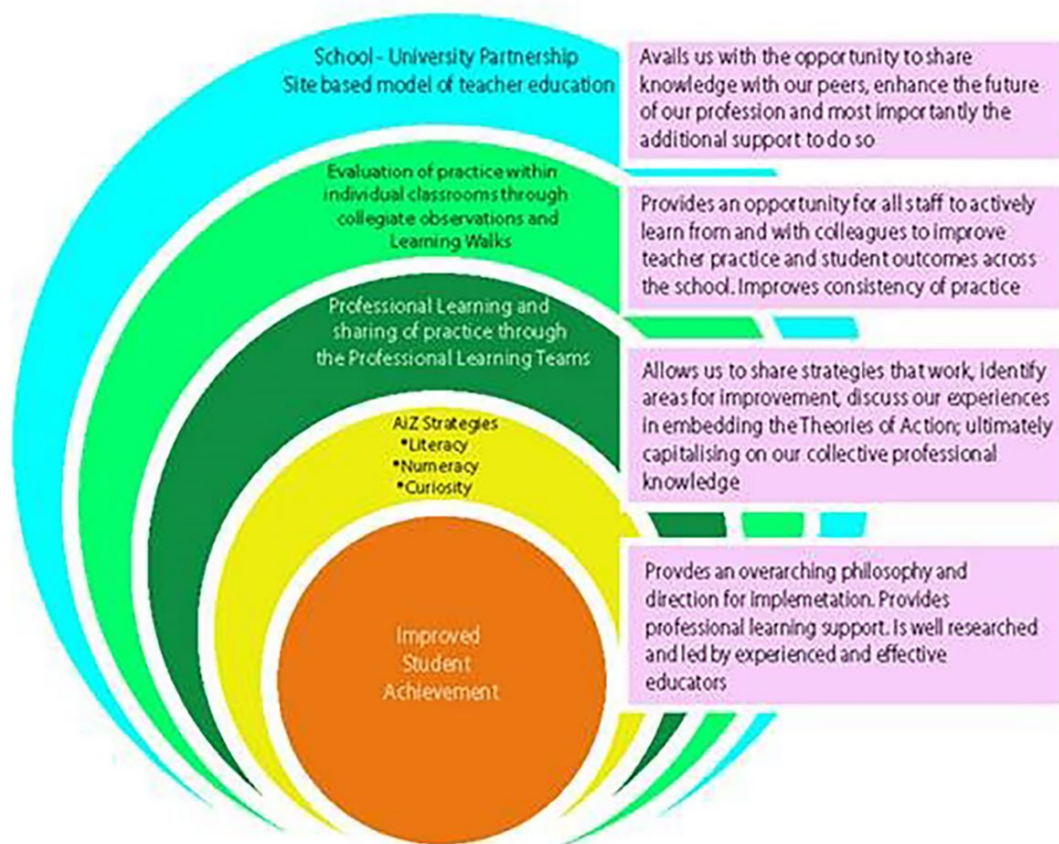 School - University Partnership
Site based model of teacher education
Avails us with the opportunity to share
knowledge with our peers, enhance the future
of our profession and most importantly the
additional support to do so
Evaluation of practice within
individual classrooms through
collegiate observations and
Learning Walks
Provides an opportunity for all staff to actively
learn from and with colleagues to improve
teacher practice and student outcomes across
the school. Improves consistency of practice
Professional Learning and
sharing of practice through
the Professional Learning Teams
Allows us to share strategies that work, identify
areas for improvement, discuss our experiences
in embedding the Theories of Action; ultimately
capitalising on our collective professional
knowledge
AiZ Strategies
*Literacy
*Numeracy
*Curiosity
Provdes an overarching philosophy and
direction for implemetation. Provides
professional learning support. Is well researched
and led by experienced and effective
educators
Improved
Student
Achievement